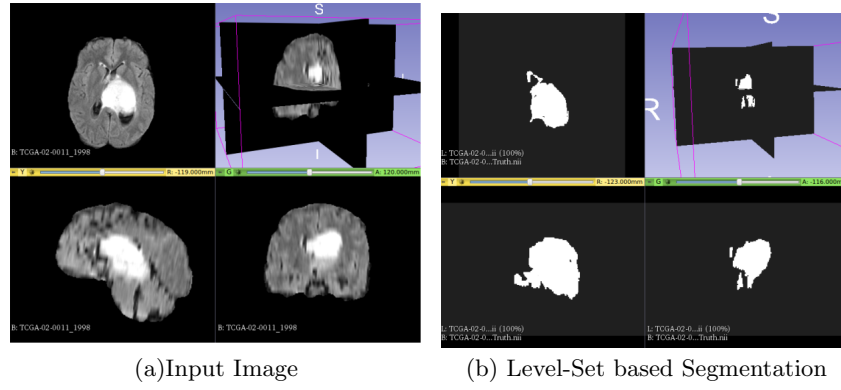 S
I
I
B: TCGA-02-0011_1998
Y R: -119.000mm
G A: 120.000mm
B: TCGA-02-0011_1998
B: TCGA-02-0011_1998
S
R
L: TCGA-02-0...ii (100%)
B: TCGA-02-0...Truth.nii
Y R: -123.000mm
G A: -116.000mm
L: TCGA-02-0...ii (100%)
B: TCGA-02-0...Truth.nii
L: TCGA-02-0...ii (100%)
B: TCGA-02-0...Truth.nii
(a)Input Image
(b) Level-Set based Segmentation